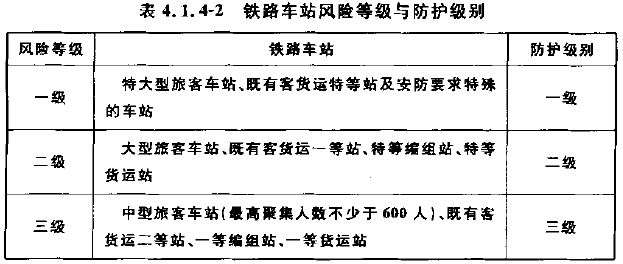 表 4.1.4-2 铁路车站风险等级与防护级别
风险等级 铁路车站 防护级别
一级 特大型旅客车站、既有客货运特等站及安防要求特殊的车站 一级
二级 大型旅客车站、既有客货运一等站、特等编组站、特等货运站 二级
三级 中型旅客车站(最高聚集人数不少于 600 人)、既有客货运二等站、一等编组站、一等货运站 三级